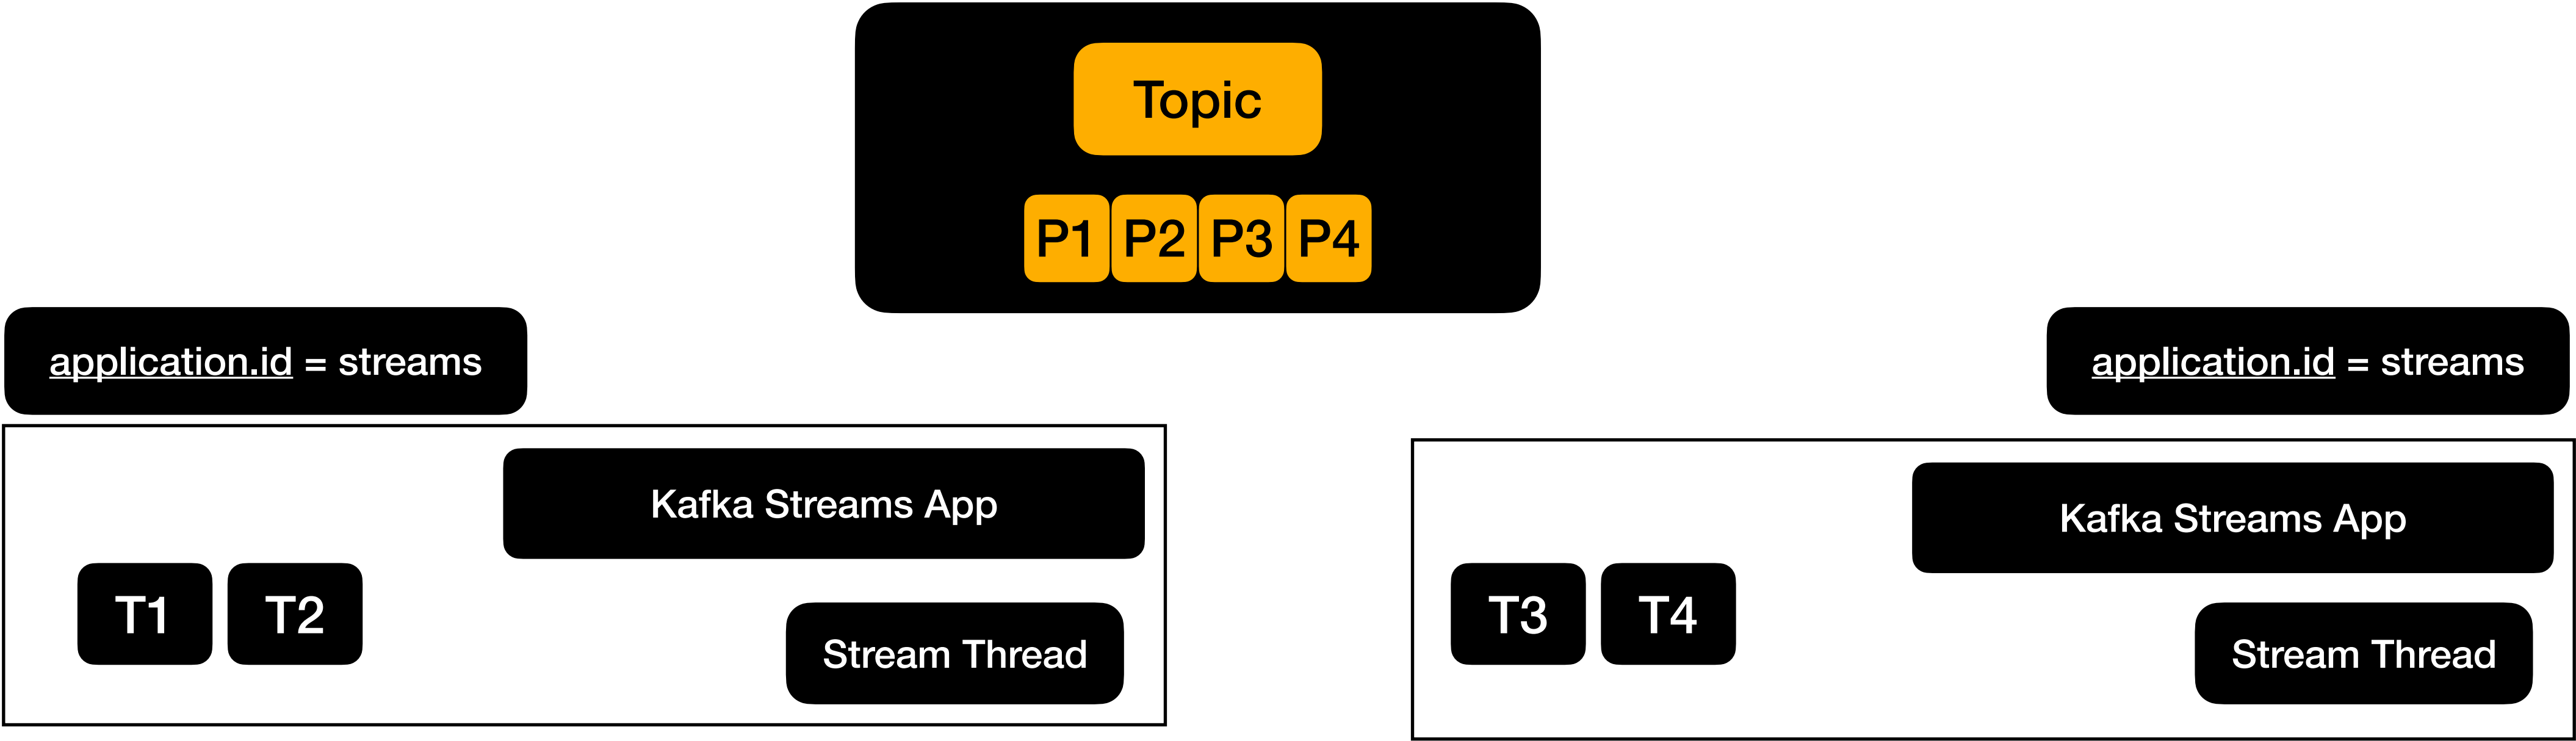 Topic
P1 P2 P3 P4
application.id = streams
application.id = streams
Kafka Streams App
T1 T2
Stream Thread
Kafka Streams App
T3 T4
Stream Thread